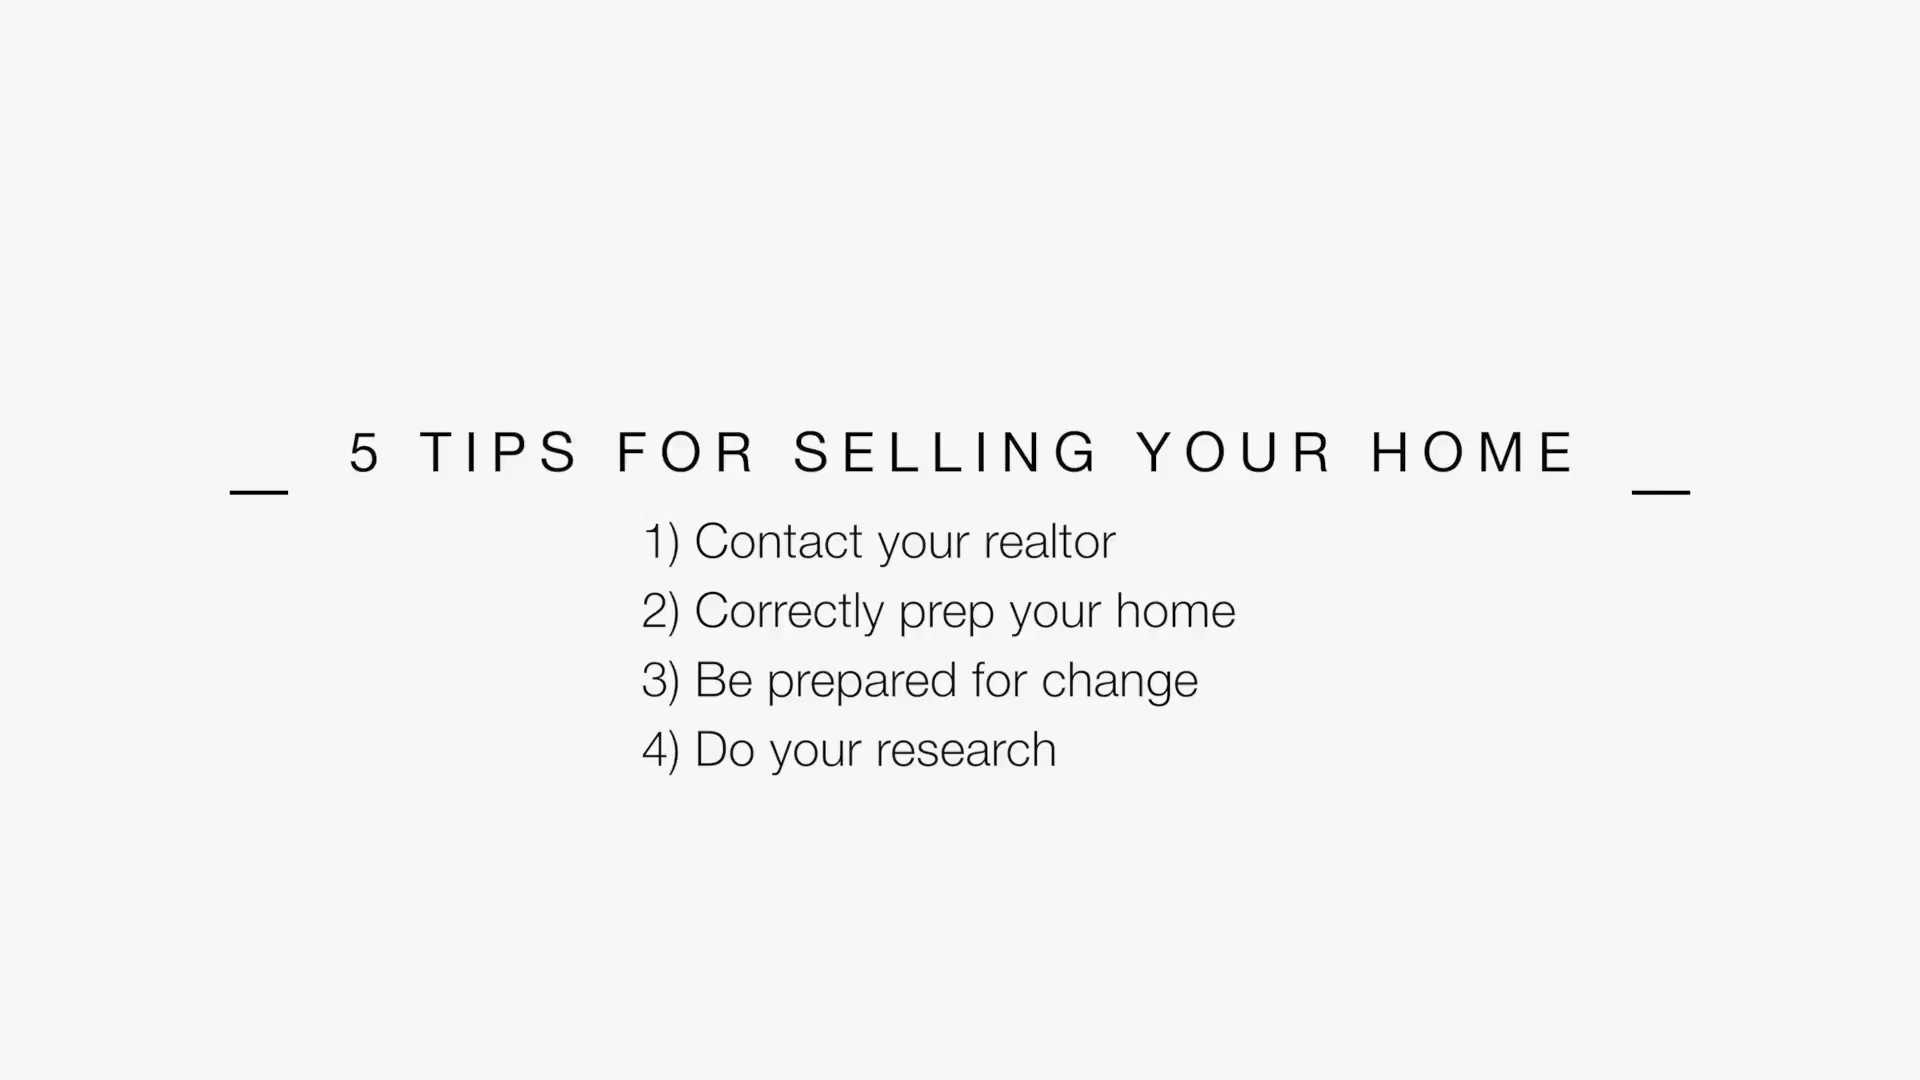 5 TIPS FOR SELLING YOUR HOME
1) Contact your realtor
2) Correctly prep your home
3) Be prepared for change
4) Do your research